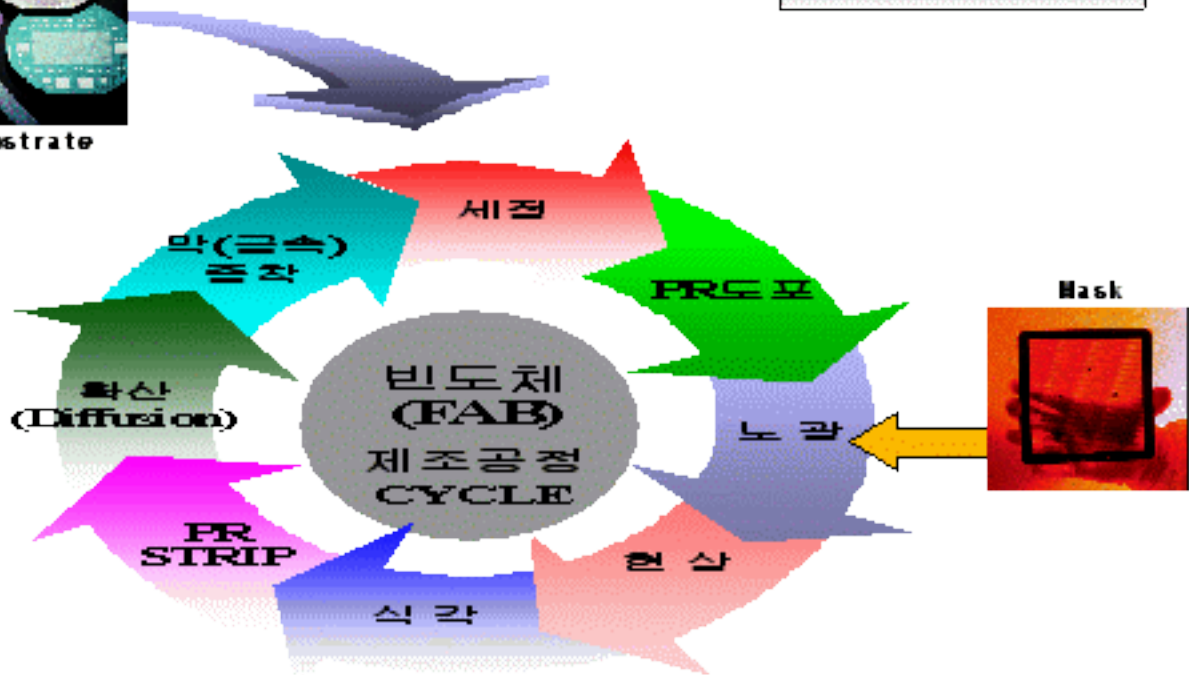 strate
세정
막(금속)
증착
PR도포
Mask
확산
(Diffusion)
반도체
(FAB)
제조공정
CYCLE
노 광
PR
STRIP
현 상
식 각